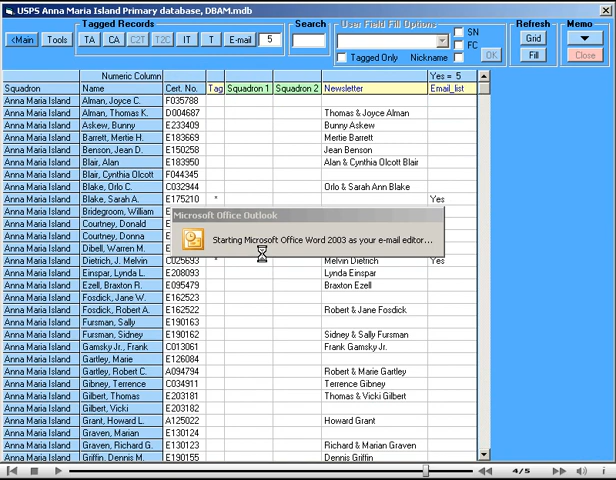 USPS Anna Maria Island Primary database, DBAM.mdb
Tagged Records Search User Field Fill Options Refresh Memo
<Main Tools TA CA C2T T2C IT T E-mail 5 SN FC OK Grid
Tagged Only Nickname Fill Close
Numeric Column Yes = 5
Squadron Name Cert. No. Tag Squadron 1 Squadron 2 Newsletter Email_list
Anna Maria Island Alman, Joyce C. F035788
Anna Maria Island Alman, Thomas K. D004687 Thomas & Joyce Alman
Anna Maria Island Askew, Bunny E233409 Bunny Askew
Anna Maria Island Barrett, Mertie H. E183669 Mertie Barrett
Anna Maria Island Benson, Jean D. E150258 Jean Benson
Anna Maria Island Blair, Alan E183950 Alan & Cynthia Olcott Blair
Anna Maria Island Blair, Cynthia Olcott F044345
Anna Maria Island Blake, Orlo C. C032944 Orlo & Sarah Ann Blake
Anna Maria Island Blake, Sarah A. E175210 * Yes
Anna Maria Island Bridegroom, William
Anna Maria Island Courtney, Donald
Anna Maria Island Courtney, Donna
Anna Maria Island Dibell, Warren M.
Microsoft Office Outlook
Starting Microsoft Office Word 2003 as your e-mail editor...
Anna Maria Island Dietrich, J. Melvin C025693 * Melvin Dietrich Yes
Anna Maria Island Einspar, Lynda L. E208093 Lynda Einspar
Anna Maria Island Ezell, Braxton R. E095479 Braxton Ezell
Anna Maria Island Fosdick, Jane W. E162523
Anna Maria Island Fosdick, Robert A. E162522 Robert & Jane Fosdick
Anna Maria Island Fursman, Sally E190163
Anna Maria Island Fursman, Sidney E190162 Sidney & Sally Fursman
Anna Maria Island Gamsky Jr., Frank C013061 Frank Gamsky
Anna Maria Island Gartley, Marie E126084
Anna Maria Island Gartley, Robert C. A094794 Robert & Marie Gartley
Anna Maria Island Gibney, Terrence C034911 Terrence Gibney
Anna Maria Island Gilbert, Thomas E203181 Thomas & Vicki Gilbert
Anna Maria Island Gilbert, Vicki E203182
Anna Maria Island Grant, Howard L. A125022 Howard Grant
Anna Maria Island Graven, Marian E130124
Anna Maria Island Graven, Richard G. E130123 Richard & Marian Graven
Anna Maria Island Griffin, Dennis M. E190155 Dennis Griffin
4/5